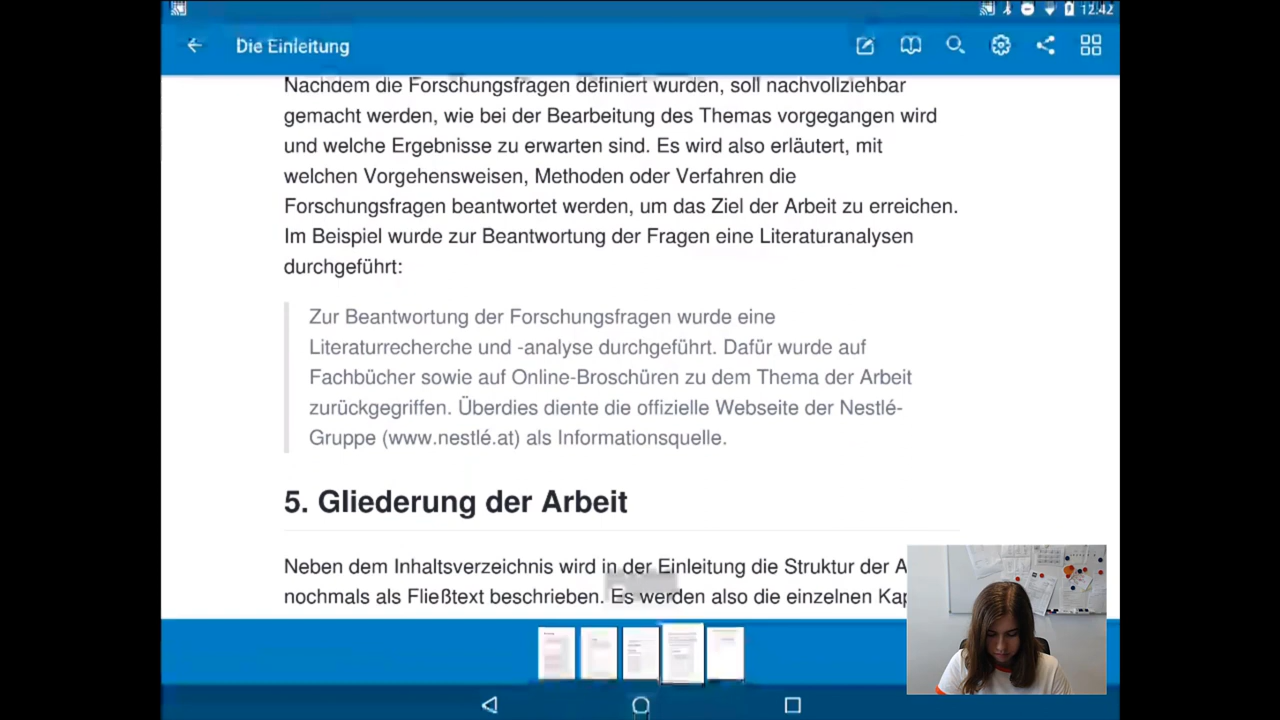 12:42
Die Einleitung
Nachdem die Forschungsfragen definiert wurden, soll nachvollziehbar
gemacht werden, wie bei der Bearbeitung des Themas vorgegangen wird
und welche Ergebnisse zu erwarten sind. Es wird also erläutert, mit
welchen Vorgehensweisen, Methoden oder Verfahren die
Forschungsfragen beantwortet werden, um das Ziel der Arbeit zu erreichen.
Im Beispiel wurde zur Beantwortung der Fragen eine Literaturanalysen
durchgeführt:
Zur Beantwortung der Forschungsfragen wurde eine
Literaturrecherche und -analyse durchgeführt. Dafür wurde auf
Fachbücher sowie auf Online-Broschüren zu dem Thema der Arbeit
zurückgegriffen. Überdies diente die offizielle Webseite der Nestlé-
Gruppe (www.nestlé.at) als Informationsquelle.
5. Gliederung der Arbeit
Neben dem Inhaltsverzeichnis wird in der Einleitung die Struktur der A
nochmals als Fließtext beschrieben. Es werden also die einzelnen Kap